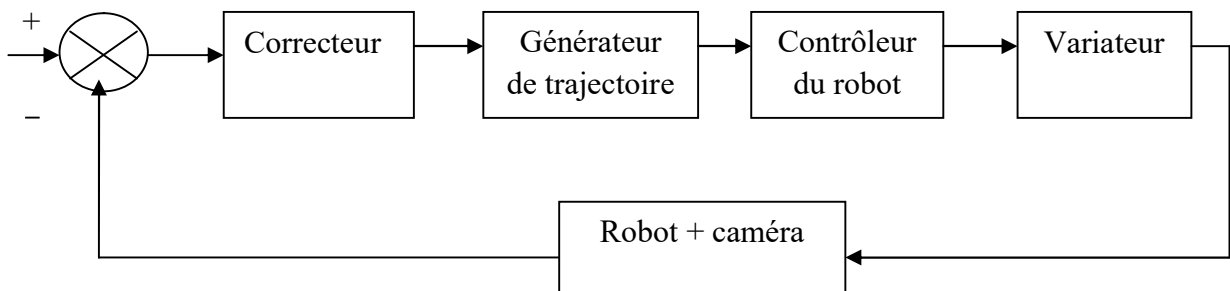 +
Correcteur
Générateur
de trajectoire
Contrôleur
du robot
Variateur
−
Robot + caméra